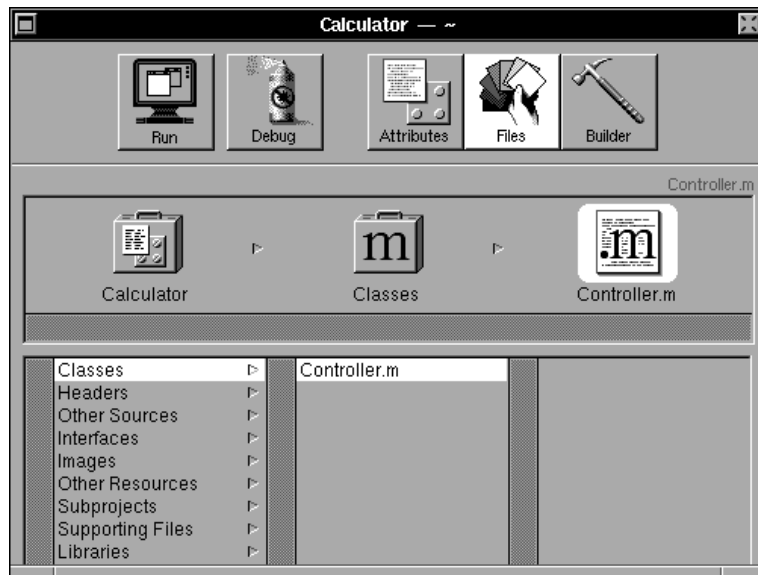 Calculator — ~
Run Debug Attributes Files Builder
Controller.m
m .m
Calculator Classes Controller.m
Classes Controller.m
Headers
Other Sources
Interfaces
Images
Other Resources
Subprojects
Supporting Files
Libraries